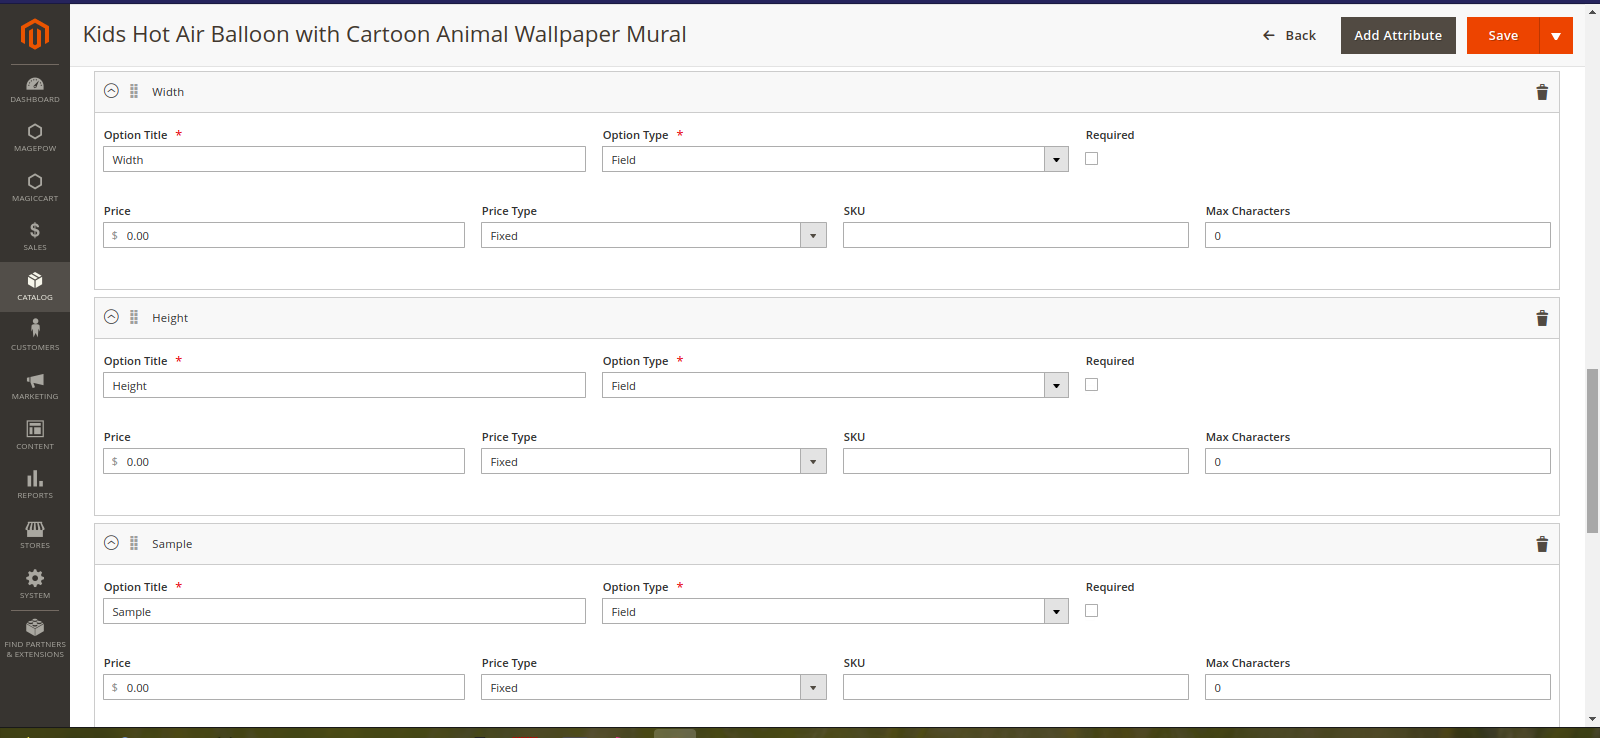 Kids Hot Air Balloon with Cartoon Animal Wallpaper Mural
Back
Add Attribute
Save
DASHBOARD
MAGEPOW
MAGICCART
SALES
CATALOG
CUSTOMERS
MARKETING
CONTENT
REPORTS
STORES
SYSTEM
FIND PARTNERS
& EXTENSIONS
Width
Option Title *
Option Type *
Required
Width
Field
Price
Price Type
SKU
Max Characters
$ 0.00
Fixed
0
Height
Option Title *
Option Type *
Required
Height
Field
Price
Price Type
SKU
Max Characters
$ 0.00
Fixed
0
Sample
Option Title *
Option Type *
Required
Sample
Field
Price
Price Type
SKU
Max Characters
$ 0.00
Fixed
0